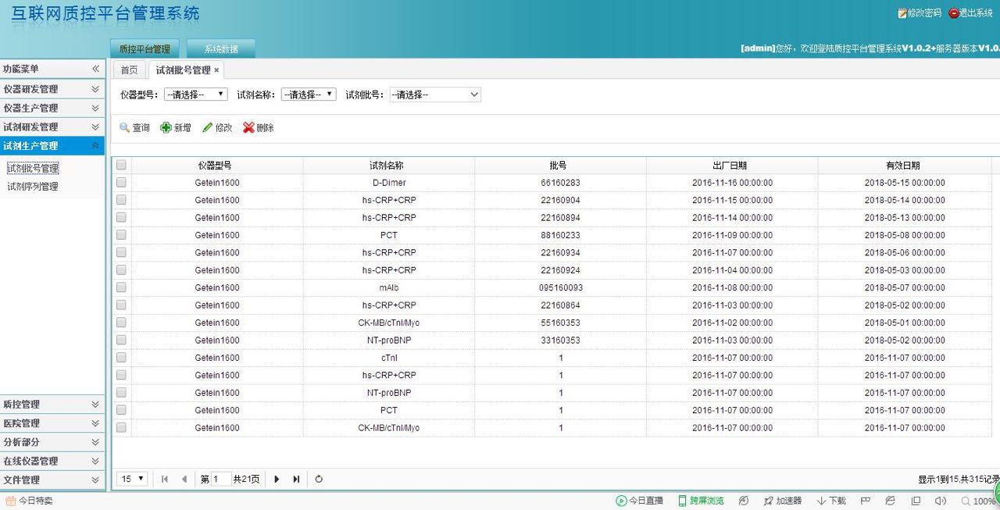 互联网质控平台管理系统
修改密码 退出系统
质控平台管理 系统数据
[admin]您好，欢迎登陆质控平台管理系统V1.0.2+服务器版本V1.0.
功能菜单
仪器研发管理
仪器生产管理
试剂研发管理
试剂生产管理
试剂批号管理
试剂序列管理
质控管理
医院管理
分析部分
在线仪器管理
文件管理
首页 试剂批号管理 ×
仪器型号： --请选择-- 试剂名称： --请选择-- 试剂批号： --请选择--
查询 新增 修改 删除
仪器型号 试剂名称 批号 出厂日期 有效日期
Getein1600 D-Dimer 66160283 2016-11-16 00:00:00 2018-05-15 00:00:00
Getein1600 hs-CRP+CRP 22160904 2016-11-15 00:00:00 2018-05-14 00:00:00
Getein1600 hs-CRP+CRP 22160894 2016-11-14 00:00:00 2018-05-13 00:00:00
Getein1600 PCT 88160233 2016-11-09 00:00:00 2018-05-08 00:00:00
Getein1600 hs-CRP+CRP 22160934 2016-11-07 00:00:00 2018-05-06 00:00:00
Getein1600 hs-CRP+CRP 22160924 2016-11-04 00:00:00 2018-05-03 00:00:00
Getein1600 mAlb 095160093 2016-11-08 00:00:00 2018-05-07 00:00:00
Getein1600 hs-CRP+CRP 22160864 2016-11-03 00:00:00 2018-05-02 00:00:00
Getein1600 CK-MB/cTnI/Myo 55160353 2016-11-02 00:00:00 2018-05-01 00:00:00
Getein1600 NT-proBNP 33160353 2016-11-03 00:00:00 2018-05-02 00:00:00
Getein1600 cTnI 1 2016-11-07 00:00:00 2016-11-07 00:00:00
Getein1600 hs-CRP+CRP 1 2016-11-07 00:00:00 2016-11-07 00:00:00
Getein1600 NT-proBNP 1 2016-11-07 00:00:00 2016-11-07 00:00:00
Getein1600 PCT 1 2016-11-07 00:00:00 2016-11-07 00:00:00
Getein1600 CK-MB/cTnI/Myo 1 2016-11-07 00:00:00 2016-11-07 00:00:00
15 第 1 共21页 显示1到15,共315记录
今日特卖 今日直播 跨屏浏览 加速器 下载 100%